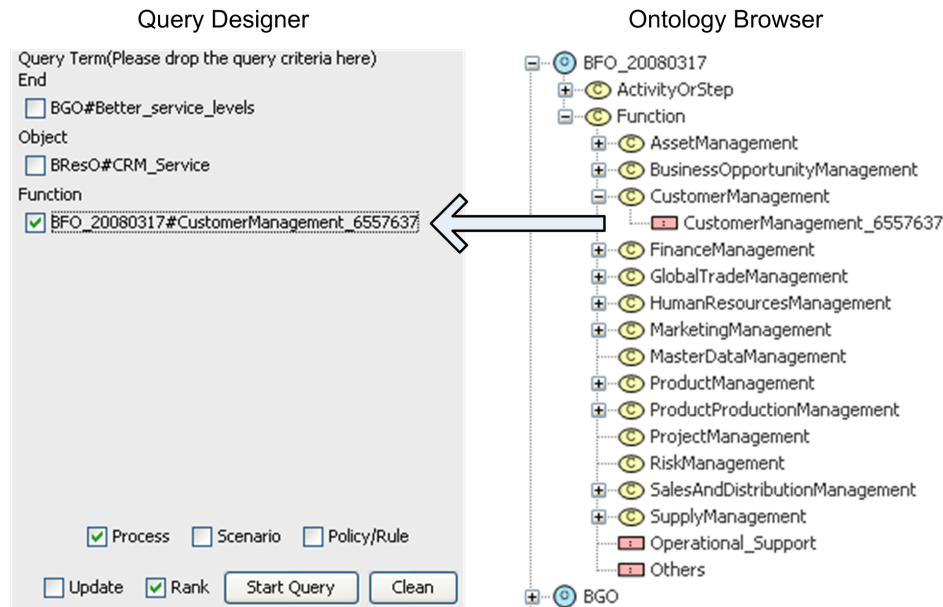 Query Designer
Query Term(Please drop the query criteria here)
End
BGO#Better_service_levels
Object
BResO#CRM_Service
Function
BFO_20080317#CustomerManagement_6557637
Process Scenario Policy/Rule
Update Rank Start Query Clean
Ontology Browser
O BFO_20080317
C ActivityOrStep
C Function
C AssetManagement
C BusinessOpportunityManagement
C CustomerManagement
CustomerManagement_6557637
C FinanceManagement
C GlobalTradeManagement
C HumanResourcesManagement
C MarketingManagement
C MasterDataManagement
C ProductManagement
C ProductProductionManagement
C ProjectManagement
C RiskManagement
C SalesAndDistributionManagement
C SupplyManagement
Operational_Support
Others
O BGO